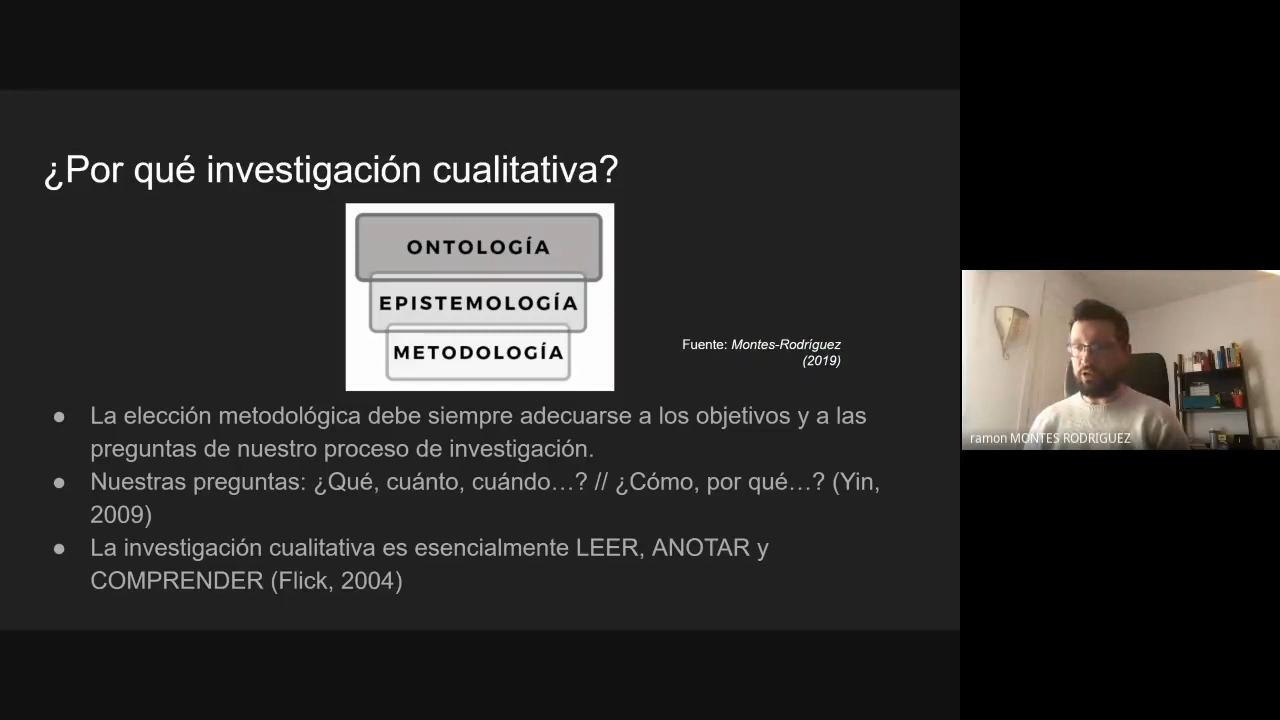 ¿Por qué investigación cualitativa?
ONTOLOGÍA
EPISTEMOLOGÍA
METODOLOGÍA
Fuente: Montes-Rodríguez
(2019)
● La elección metodológica debe siempre adecuarse a los objetivos y a las
preguntas de nuestro proceso de investigación.
● Nuestras preguntas: ¿Qué, cuánto, cuándo…? // ¿Cómo, por qué…? (Yin,
2009)
● La investigación cualitativa es esencialmente LEER, ANOTAR y
COMPRENDER (Flick, 2004)
ramon MONTES RODRIGUEZ